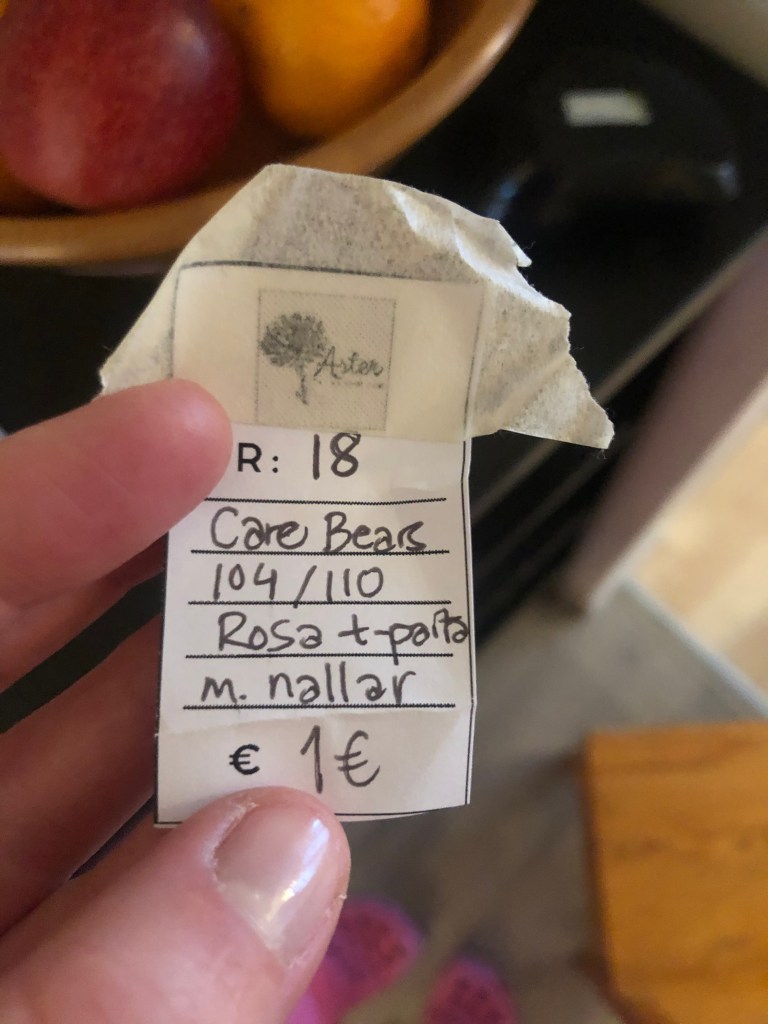 Aster
R: 18
Care Bears
104/110
Rosa t-paita
m. nallar
€ 1€